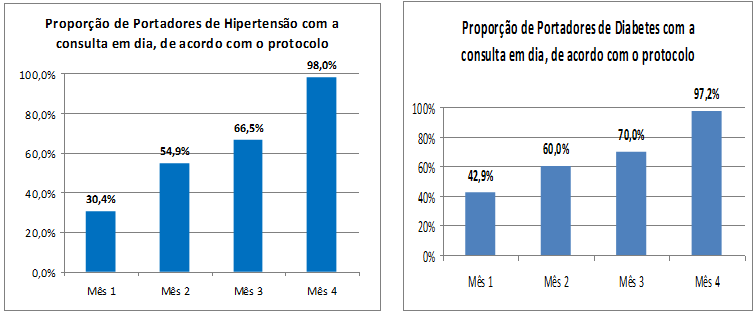 Proporção de Portadores de Hipertensão com a
consulta em dia, de acordo com o protocolo
100,0%
80,0%
60,0%
40,0%
20,0%
0,0%
30,4%
54,9%
66,5%
98,0%
Mês 1
Mês 2
Mês 3
Mês 4
Proporção de Portadores de Diabetes com a
consulta em dia, de acordo com o protocolo
100%
80%
60%
40%
20%
0%
42,9%
60,0%
70,0%
97,2%
Mês 1
Mês 2
Mês 3
Mês 4